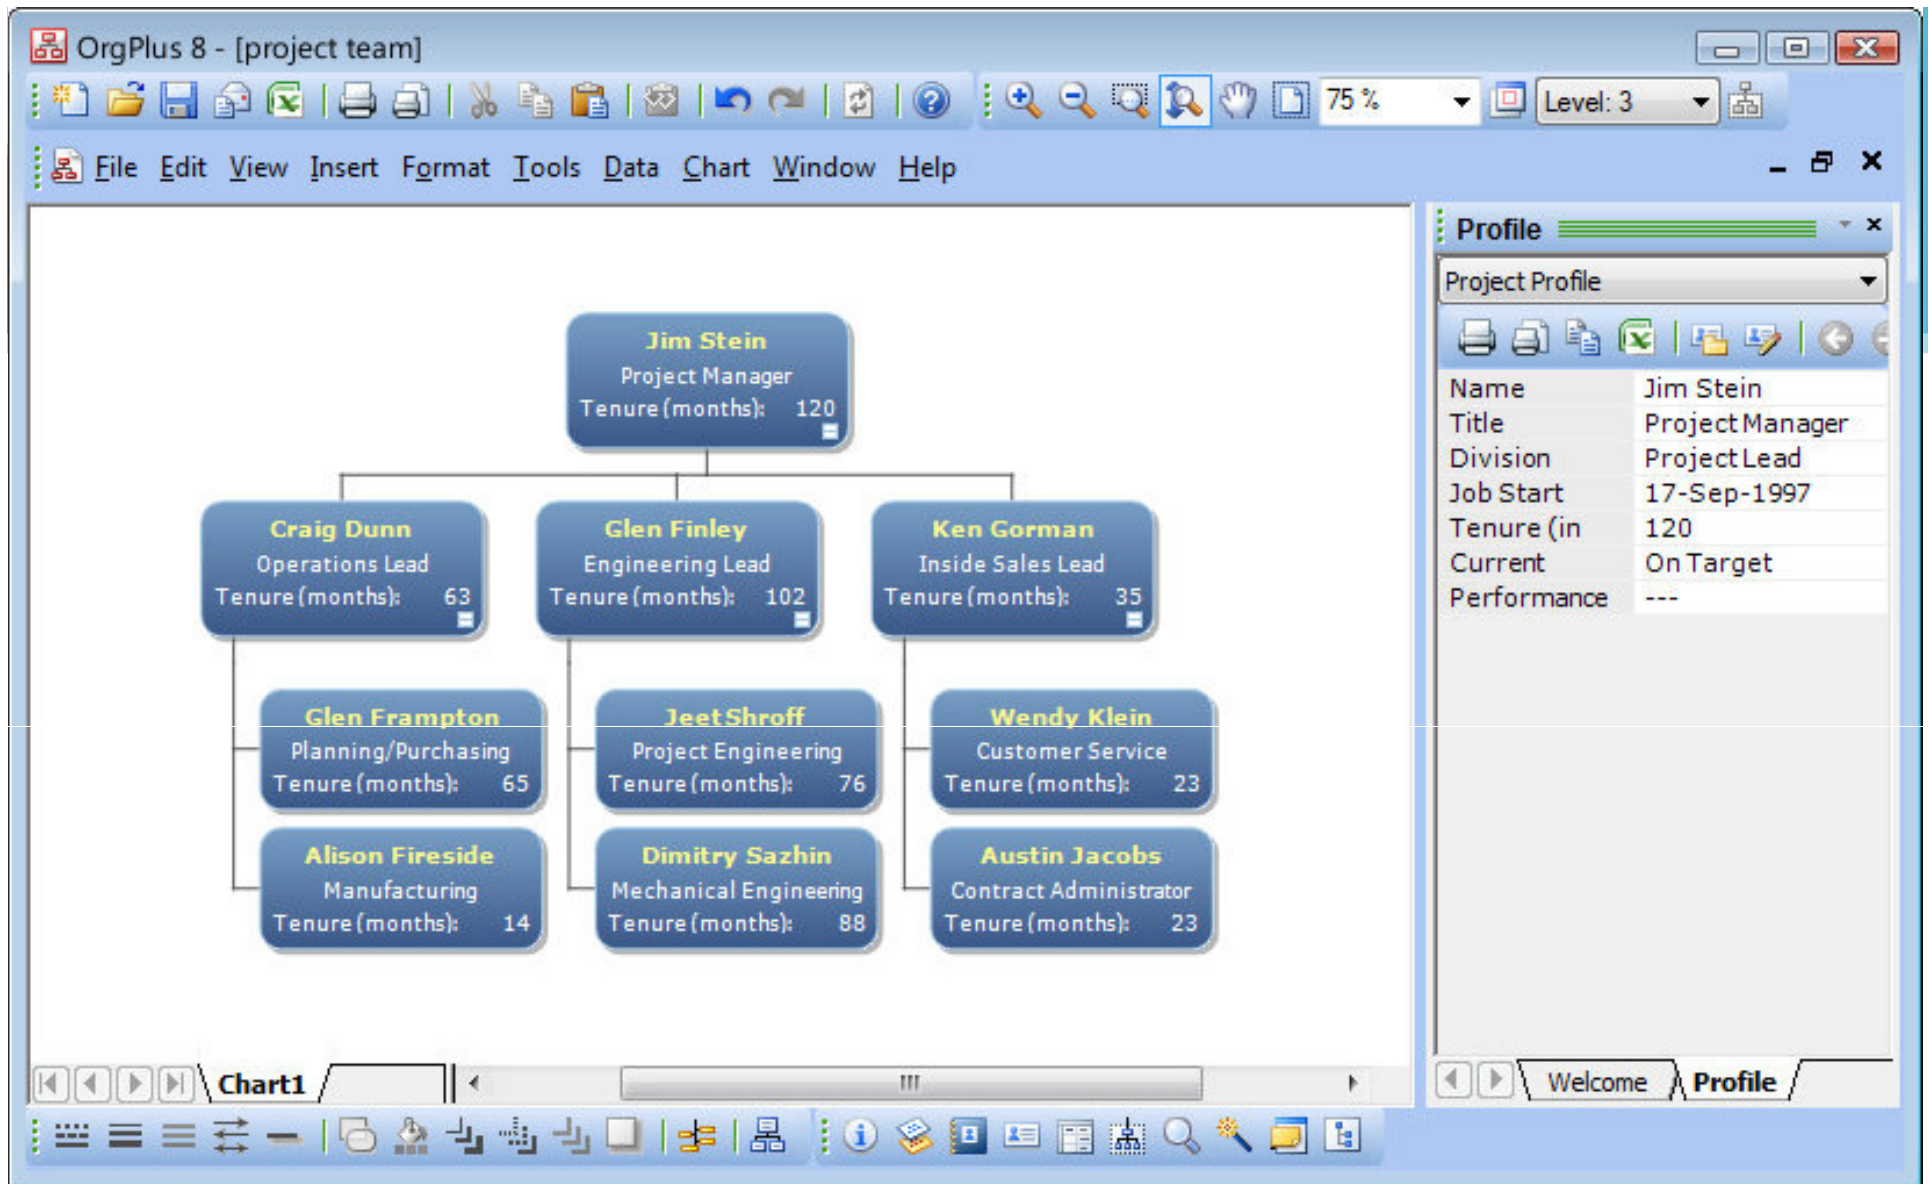 OrgPlus 8 - [project team]
75 %
Level: 3
File Edit View Insert Format Tools Data Chart Window Help
Jim Stein
Project Manager
Tenure (months): 120
Craig Dunn
Operations Lead
Tenure (months): 63
Glen Finley
Engineering Lead
Tenure (months): 102
Ken Gorman
Inside Sales Lead
Tenure (months): 35
Glen Frampton
Planning/Purchasing
Tenure (months): 65
Jeet Shroff
Project Engineering
Tenure (months): 76
Wendy Klein
Customer Service
Tenure (months): 23
Alison Fireside
Manufacturing
Tenure (months): 14
Dimitry Sazhin
Mechanical Engineering
Tenure (months): 88
Austin Jacobs
Contract Administrator
Tenure (months): 23
Chart1
Profile
Project Profile
Name Jim Stein
Title Project Manager
Division Project Lead
Job Start 17-Sep-1997
Tenure (in 120
Current On Target
Performance ---
Welcome Profile